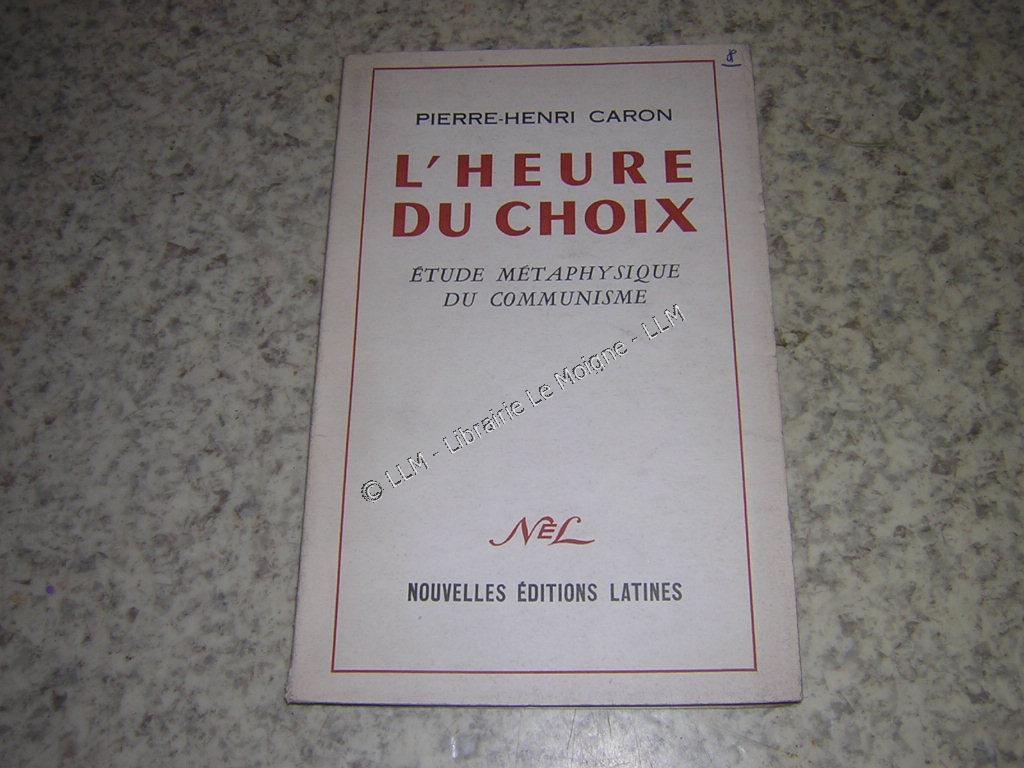 PIERRE-HENRI CARON
L'HEURE
DU CHOIX
ÉTUDE MÉTAPHYSIQUE
DU COMMUNISME
© LLM - Librairie Le Moigne - LLM
NEL
NOUVELLES ÉDITIONS LATINES